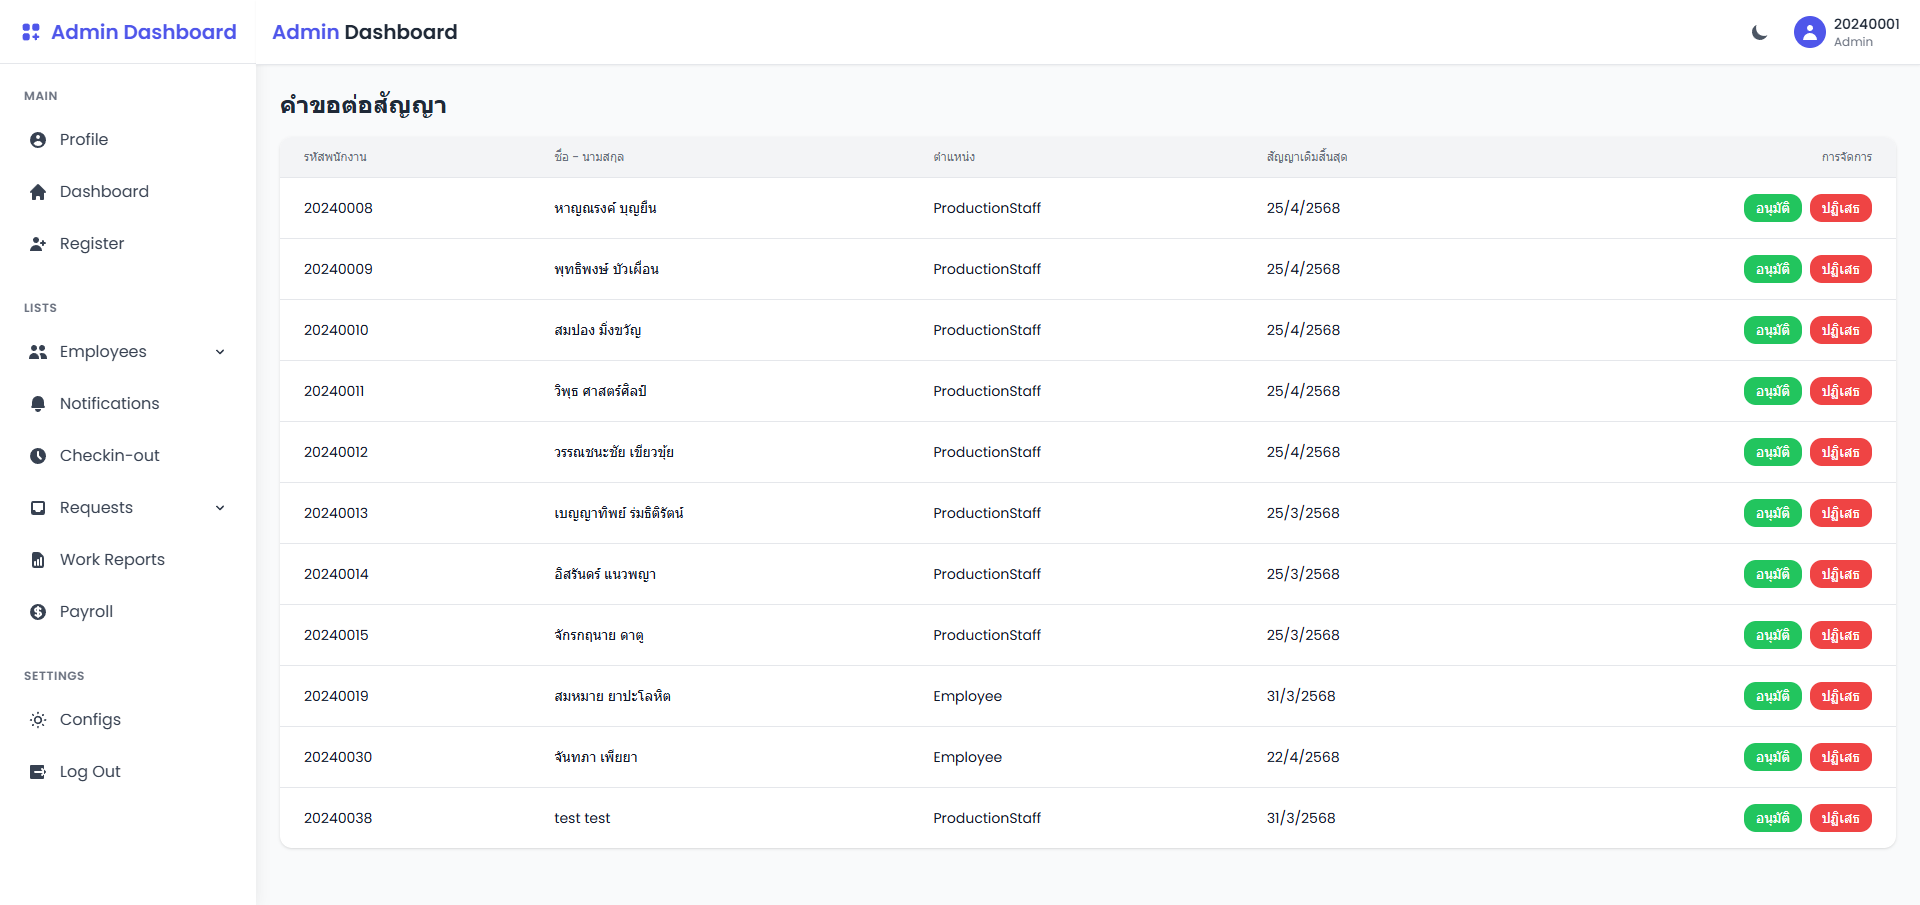 Admin Dashboard
Admin Dashboard
20240001
Admin
MAIN
Profile
Dashboard
Register
LISTS
Employees
Notifications
Checkin-out
Requests
Work Reports
Payroll
SETTINGS
Configs
Log Out
คำขอต่อสัญญา
รหัสพนักงาน ชื่อ - นามสกุล ตำแหน่ง สัญญาเดิมสิ้นสุด การจัดการ
20240008 หาญณรงค์ บุญยืน ProductionStaff 25/4/2568 อนุมัติ ปฏิเสธ
20240009 พุทธิพงษ์ บัวเผื่อน ProductionStaff 25/4/2568 อนุมัติ ปฏิเสธ
20240010 สมปอง มิ่งขวัญ ProductionStaff 25/4/2568 อนุมัติ ปฏิเสธ
20240011 วิพุธ ศาสตร์ศิลป์ ProductionStaff 25/4/2568 อนุมัติ ปฏิเสธ
20240012 วรรณชนะชัย เขียวขุ้ย ProductionStaff 25/4/2568 อนุมัติ ปฏิเสธ
20240013 เบญญาทิพย์ ร่มธิติรัตน์ ProductionStaff 25/3/2568 อนุมัติ ปฏิเสธ
20240014 อิสรันดร์ แนวพญา ProductionStaff 25/3/2568 อนุมัติ ปฏิเสธ
20240015 จักรกฤนาย ดาตู ProductionStaff 25/3/2568 อนุมัติ ปฏิเสธ
20240019 สมหมาย ยาปะโลหิต Employee 31/3/2568 อนุมัติ ปฏิเสธ
20240030 จันทภา เพียยา Employee 22/4/2568 อนุมัติ ปฏิเสธ
20240038 test test ProductionStaff 31/3/2568 อนุมัติ ปฏิเสธ